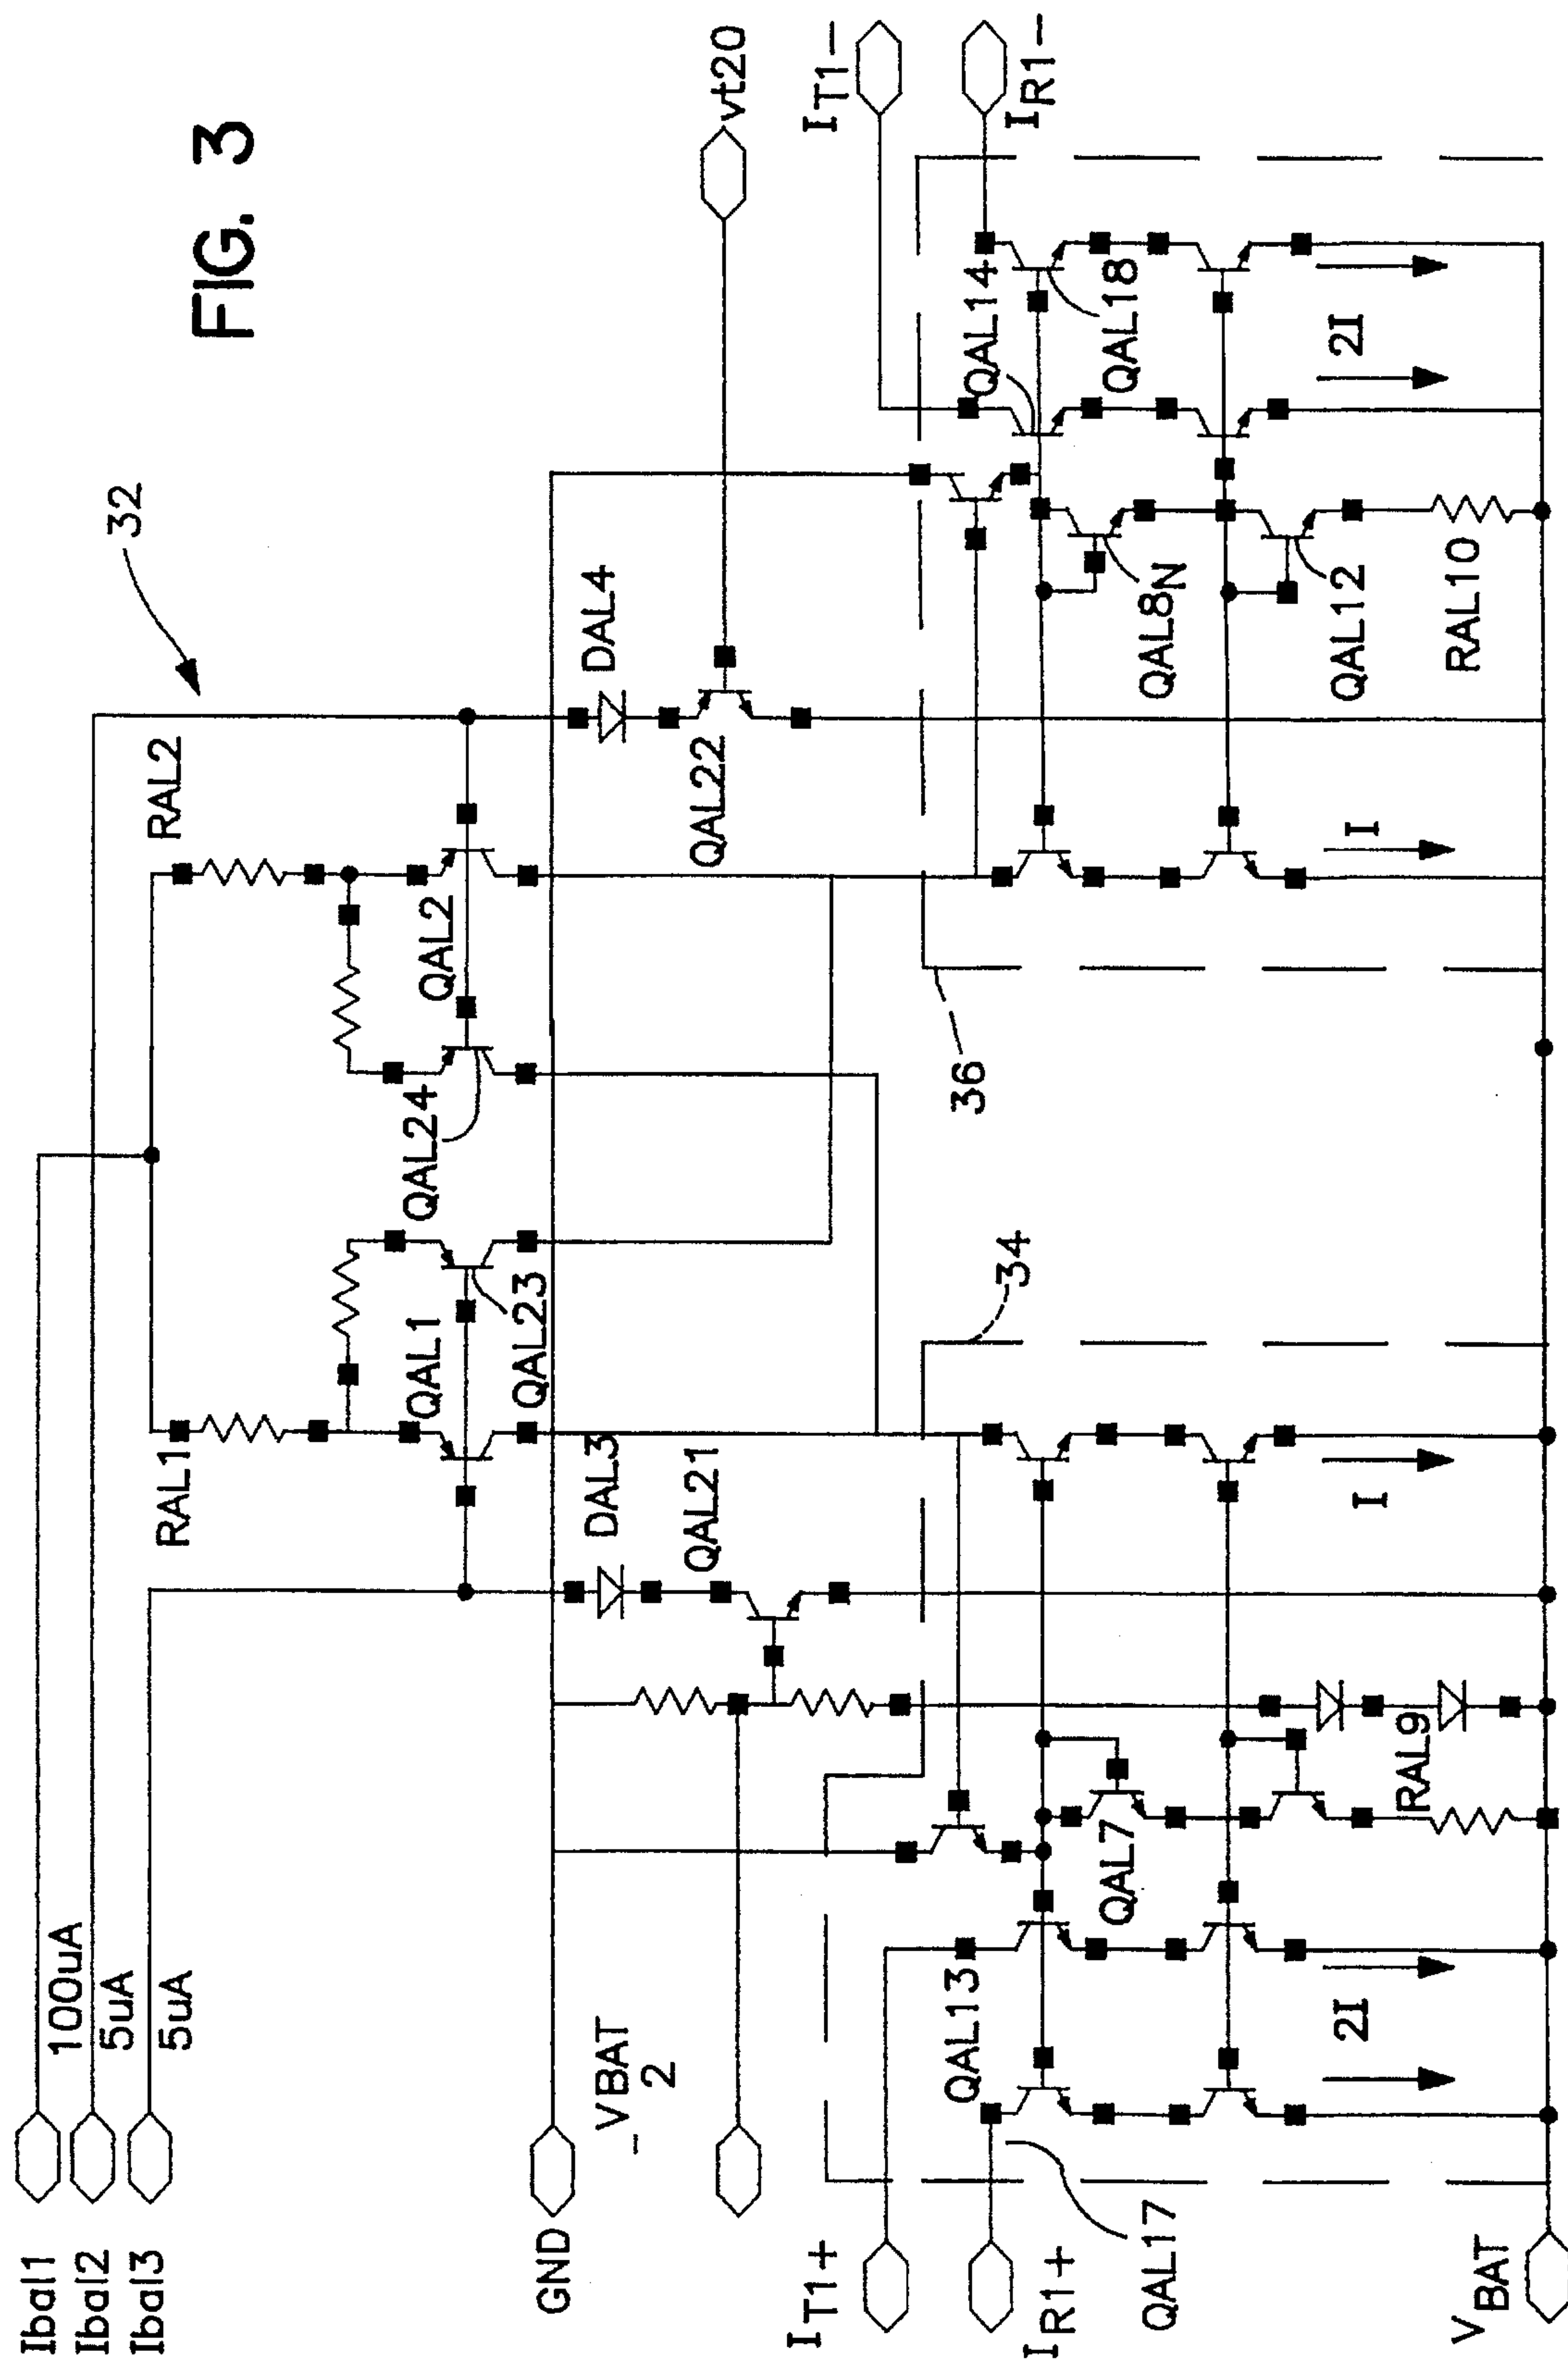 FIG. 3
32
Ibal1
100uA
Ibal2
5uA
Ibal3
5uA
RAL1
RAL2
QAL1
QAL23
QAL24
QAL2
GND
-VBAT
2
DAL3
QAL21
DAL4
QAL22
vt20
IT1+
IR1+
QAL17
QAL13
QAL7
RAL9
34
36
2I
I
I
2I
QAL8N
QAL12
RAL10
QAL14
QAL18
IT1−
IR1−
VBAT